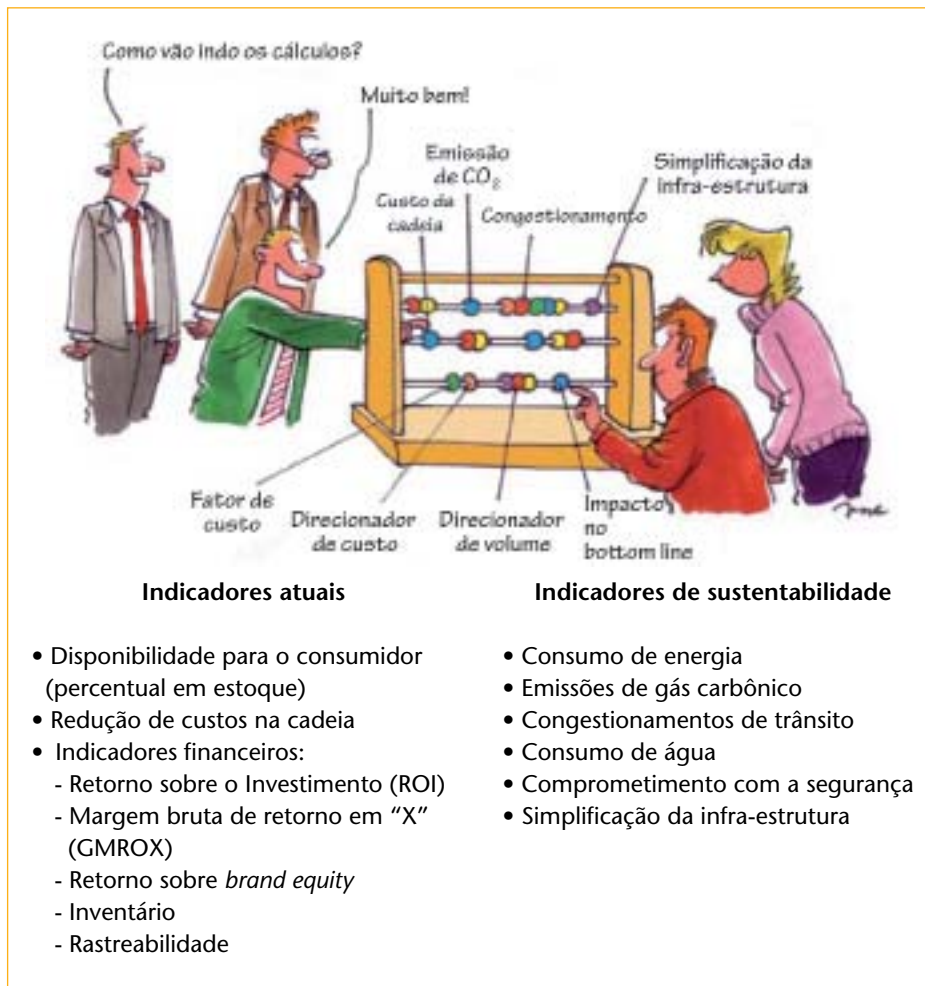 Como vão indo os cálculos?
Muito bem!
Emissão
de CO₂
Custo da
cadeia
Congestionamento
Simplificação da
infra-estrutura
Fator de
custo
Direcionador
de custo
Direcionador
de volume
Impacto
no
bottom line
Indicadores atuais
• Disponibilidade para o consumidor
(percentual em estoque)
• Redução de custos na cadeia
• Indicadores financeiros:
- Retorno sobre o Investimento (ROI)
- Margem bruta de retorno em “X”
(GMROX)
- Retorno sobre brand equity
- Inventário
- Rastreabilidade
Indicadores de sustentabilidade
• Consumo de energia
• Emissões de gás carbônico
• Congestionamentos de trânsito
• Consumo de água
• Comprometimento com a segurança
• Simplificação da infra-estrutura